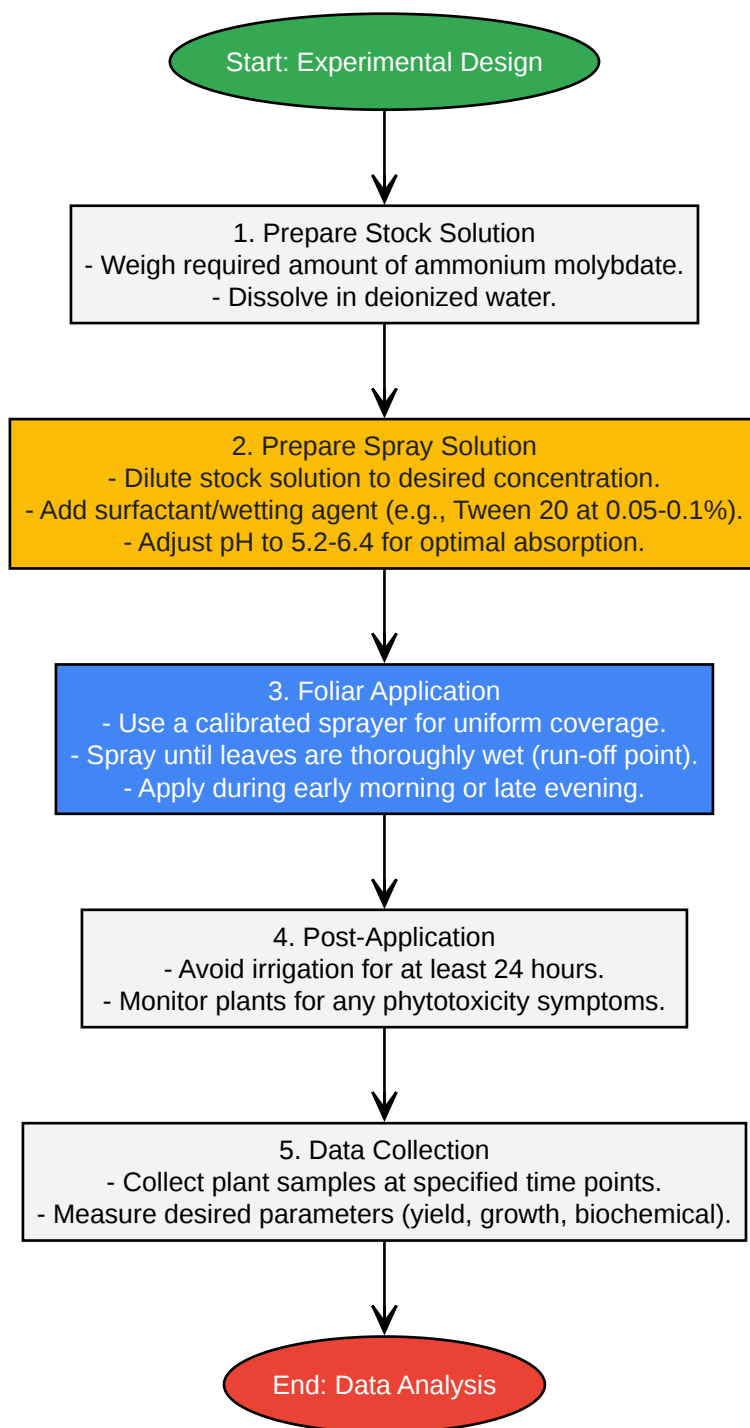 Start: Experimental Design
1. Prepare Stock Solution
- Weigh required amount of ammonium molybdate.
- Dissolve in deionized water.
2. Prepare Spray Solution
- Dilute stock solution to desired concentration.
- Add surfactant/wetting agent (e.g., Tween 20 at 0.05-0.1%).
- Adjust pH to 5.2-6.4 for optimal absorption.
3. Foliar Application
- Use a calibrated sprayer for uniform coverage.
- Spray until leaves are thoroughly wet (run-off point).
- Apply during early morning or late evening.
4. Post-Application
- Avoid irrigation for at least 24 hours.
- Monitor plants for any phytotoxicity symptoms.
5. Data Collection
- Collect plant samples at specified time points.
- Measure desired parameters (yield, growth, biochemical).
End: Data Analysis